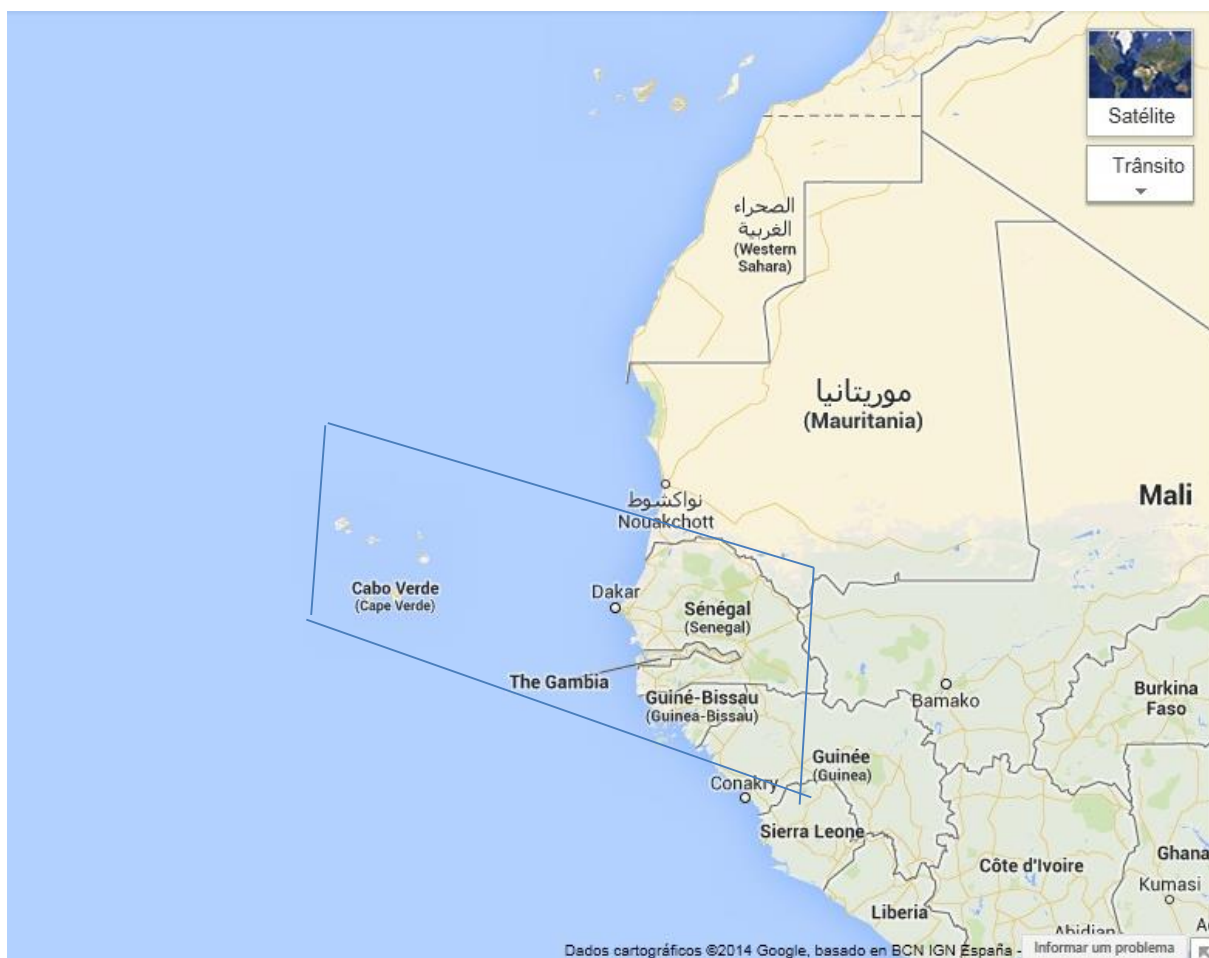 Satélite
Trânsito
الصحراء
الغربية
(Western
Sahara)
موريتانيا
(Mauritania)
Mali
نواكشوط
Nouakchott
Cabo Verde
(Cape Verde)
Dakar
Sénégal
(Senegal)
The Gambia
Guiné-Bissau
(Guinea-Bissau)
Bamako
Burkina
Faso
Guinée
(Guinea)
Conakry
Sierra Leone
Côte d'Ivoire
Ghana
Kumasi
Liberia
Abidjan
Dados cartográficos ©2014 Google, basado en BCN IGN España -
Informar um problema